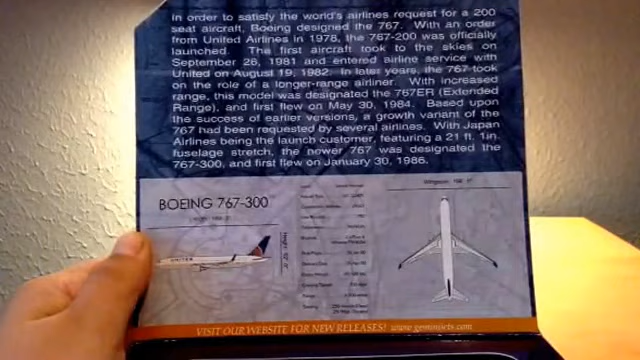 In order to satisfy the world's airlines request for a 200
seat aircraft, Boeing designed the 767. With an order
from United Airlines in 1978, the 767-200 was officially
launched. The first aircraft took to the skies on
September 26, 1981 and entered airline service with
United on August 19, 1982. In later years, the 767 took
on the role of a longer-range airliner. With increased
range, this model was designated the 767ER (Extended
Range), and first flew on May 30, 1984. Based upon
the success of earlier versions, a growth variant of the
767 had been requested by several airlines. With Japan
Airlines being the launch customer, featuring a 21 ft. 1in.
fuselage stretch, the newer 767 was designated the
767-300, and first flew on January 30, 1986.
BOEING 767-300
UNITED
VISIT OUR WEBSITE FOR NEW RELEASES! www.geminijets.com